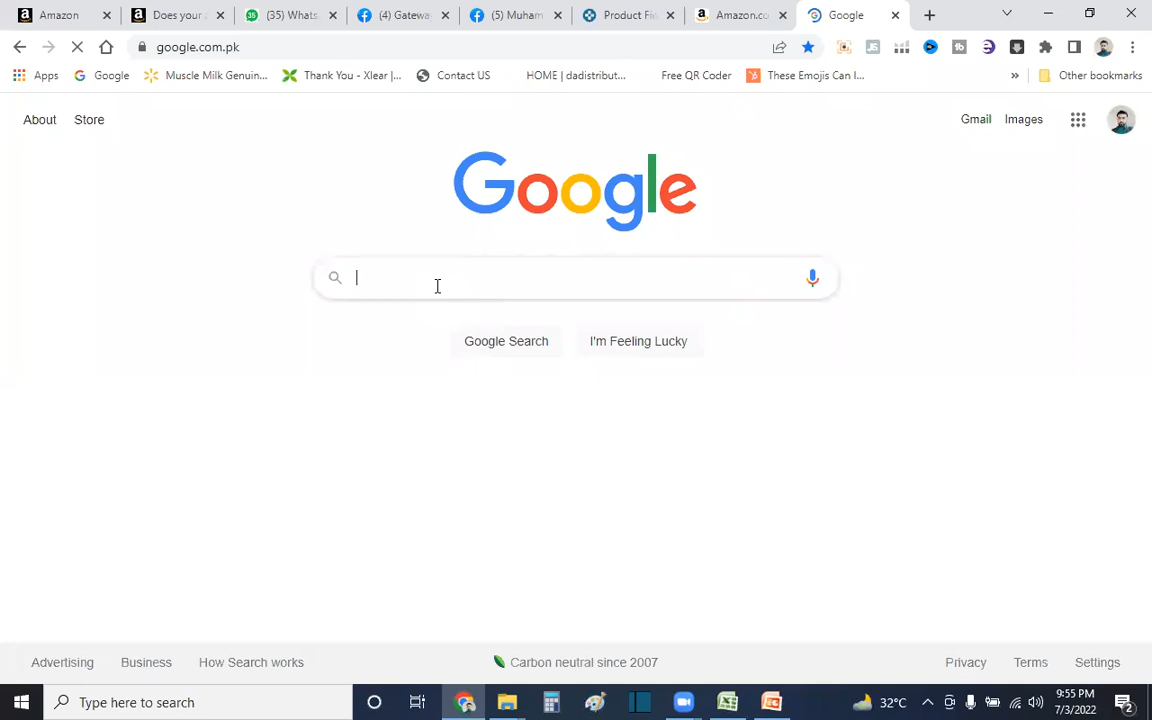 Amazon Does your (35) Whats (4) Gatewa (5) Muham Product Fi Amazon.co Google
google.com.pk
Apps Google Muscle Milk Genuin... Thank You - Xlear |... Contact US HOME | dadistribut... Free QR Coder These Emojis Can I... » Other bookmarks
About Store Gmail Images
Google
Google Search I'm Feeling Lucky
Advertising Business How Search works Carbon neutral since 2007 Privacy Terms Settings
Type here to search 32°C 9:55 PM
7/3/2022 2